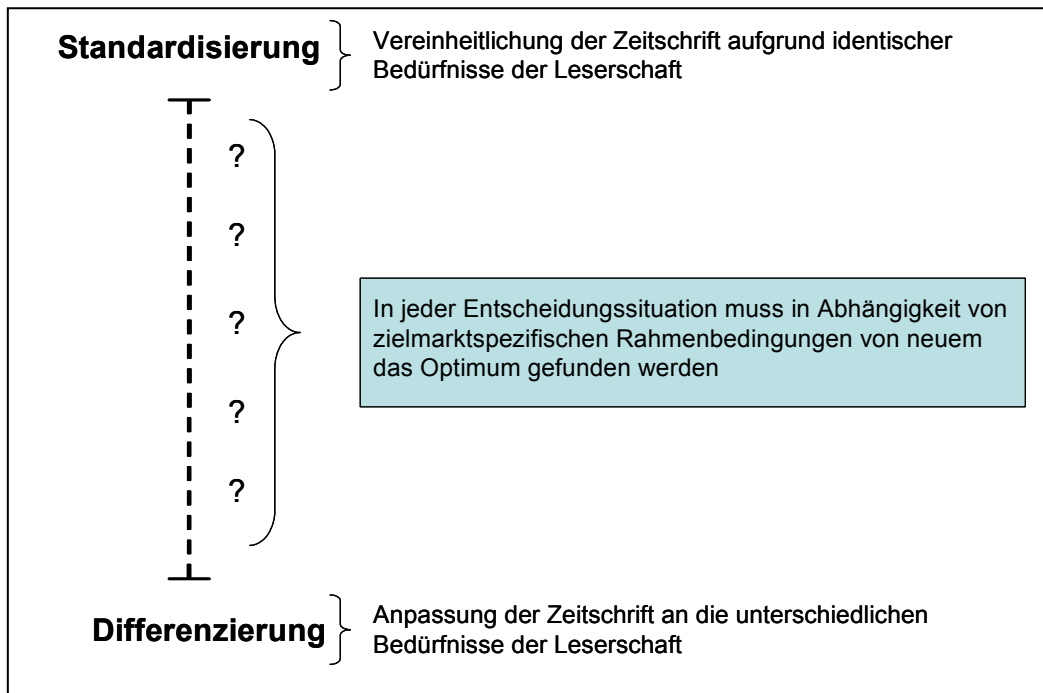 Standardisierung
Vereinheitlichung der Zeitschrift aufgrund identischer
Bedürfnisse der Leserschaft
?
?
?
?
?
In jeder Entscheidungssituation muss in Abhängigkeit von
zielmarktspezifischen Rahmenbedingungen von neuem
das Optimum gefunden werden
Differenzierung
Anpassung der Zeitschrift an die unterschiedlichen
Bedürfnisse der Leserschaft